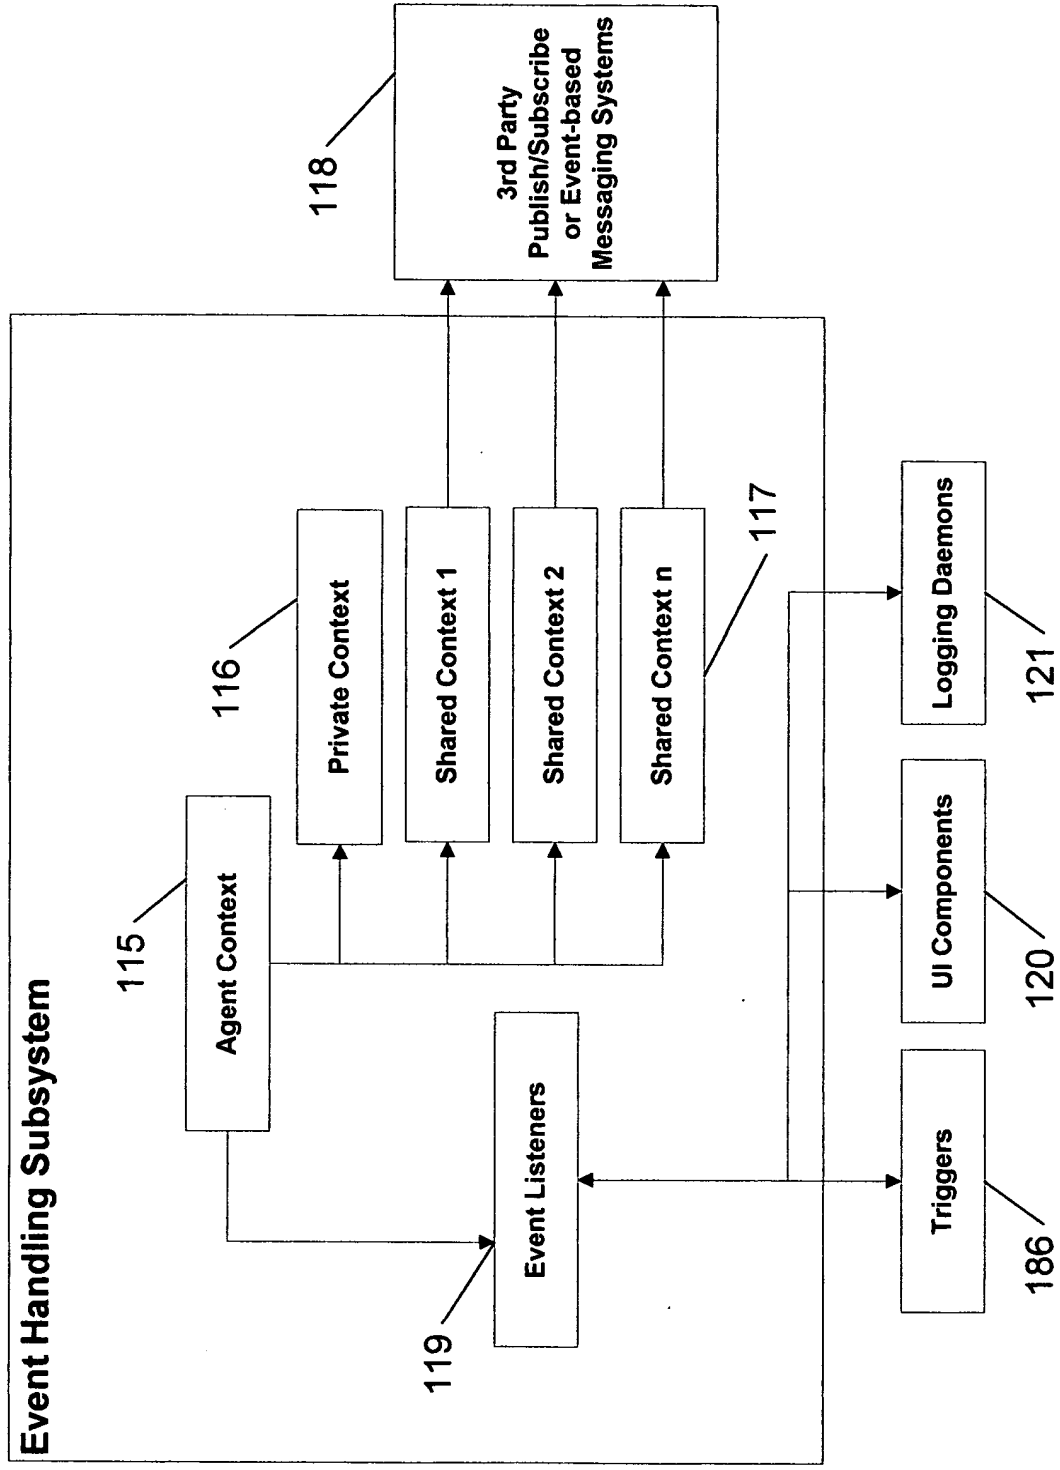 Event Handling Subsystem
115
Agent Context
116
Private Context
Shared Context 1
Shared Context 2
Shared Context n
117
118
3rd Party
Publish/Subscribe
or Event-based
Messaging Systems
119
Event Listeners
Triggers
186
UI Components
120
Logging Daemons
121